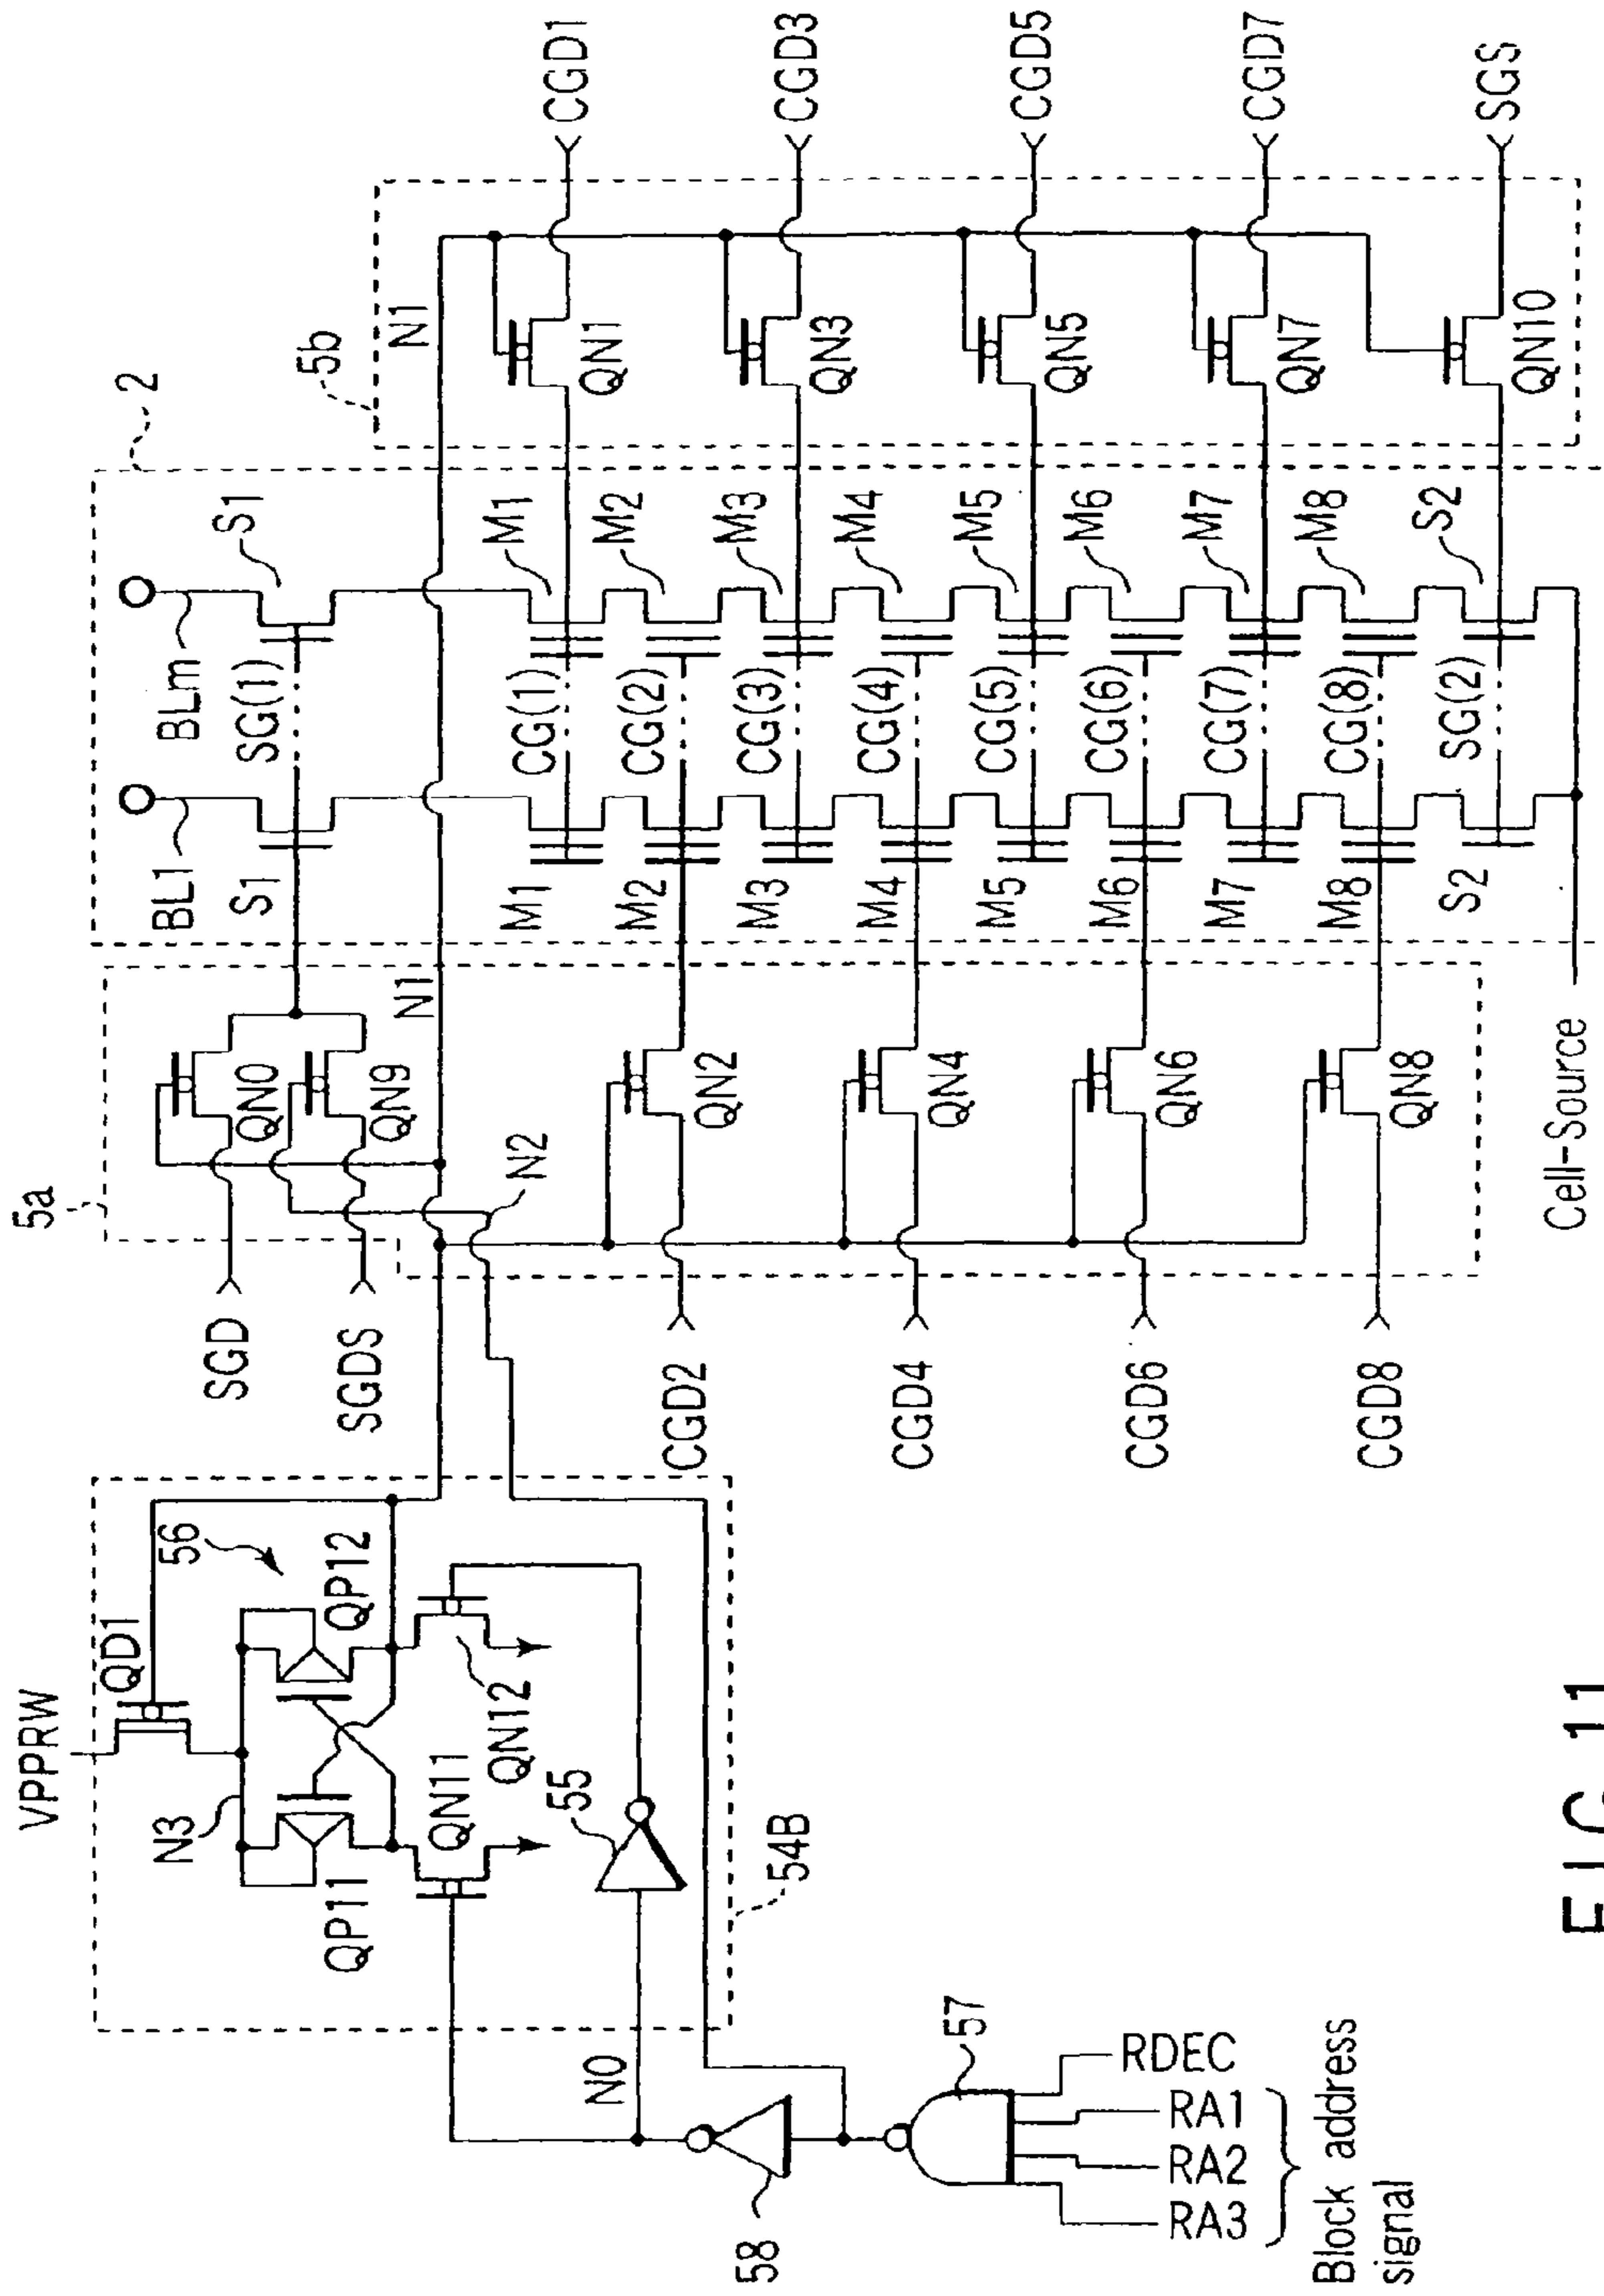 VPPRW
QD1
56
N3
QP11
QP12
QN11
QN12
55
54B
N0
58
57
RDEC
RA1
RA2
RA3
Block address
signal
5a
SGD
SGDS
QN0
QN9
N1
N2
CGD2
QN2
CGD4
QN4
CGD6
QN6
CGD8
QN8
Cell-Source
2
BL1
BLm
S1
SG(1)
S1
M1
CG(1)
M1
M2
CG(2)
M2
M3
CG(3)
M3
M4
CG(4)
M4
M5
CG(5)
M5
M6
CG(6)
M6
M7
CG(7)
M7
M8
CG(8)
M8
S2
SG(2)
S2
5b
N1
QN1
CGD1
QN3
CGD3
QN5
CGD5
QN7
CGD7
QN10
SGS
FIG. 11